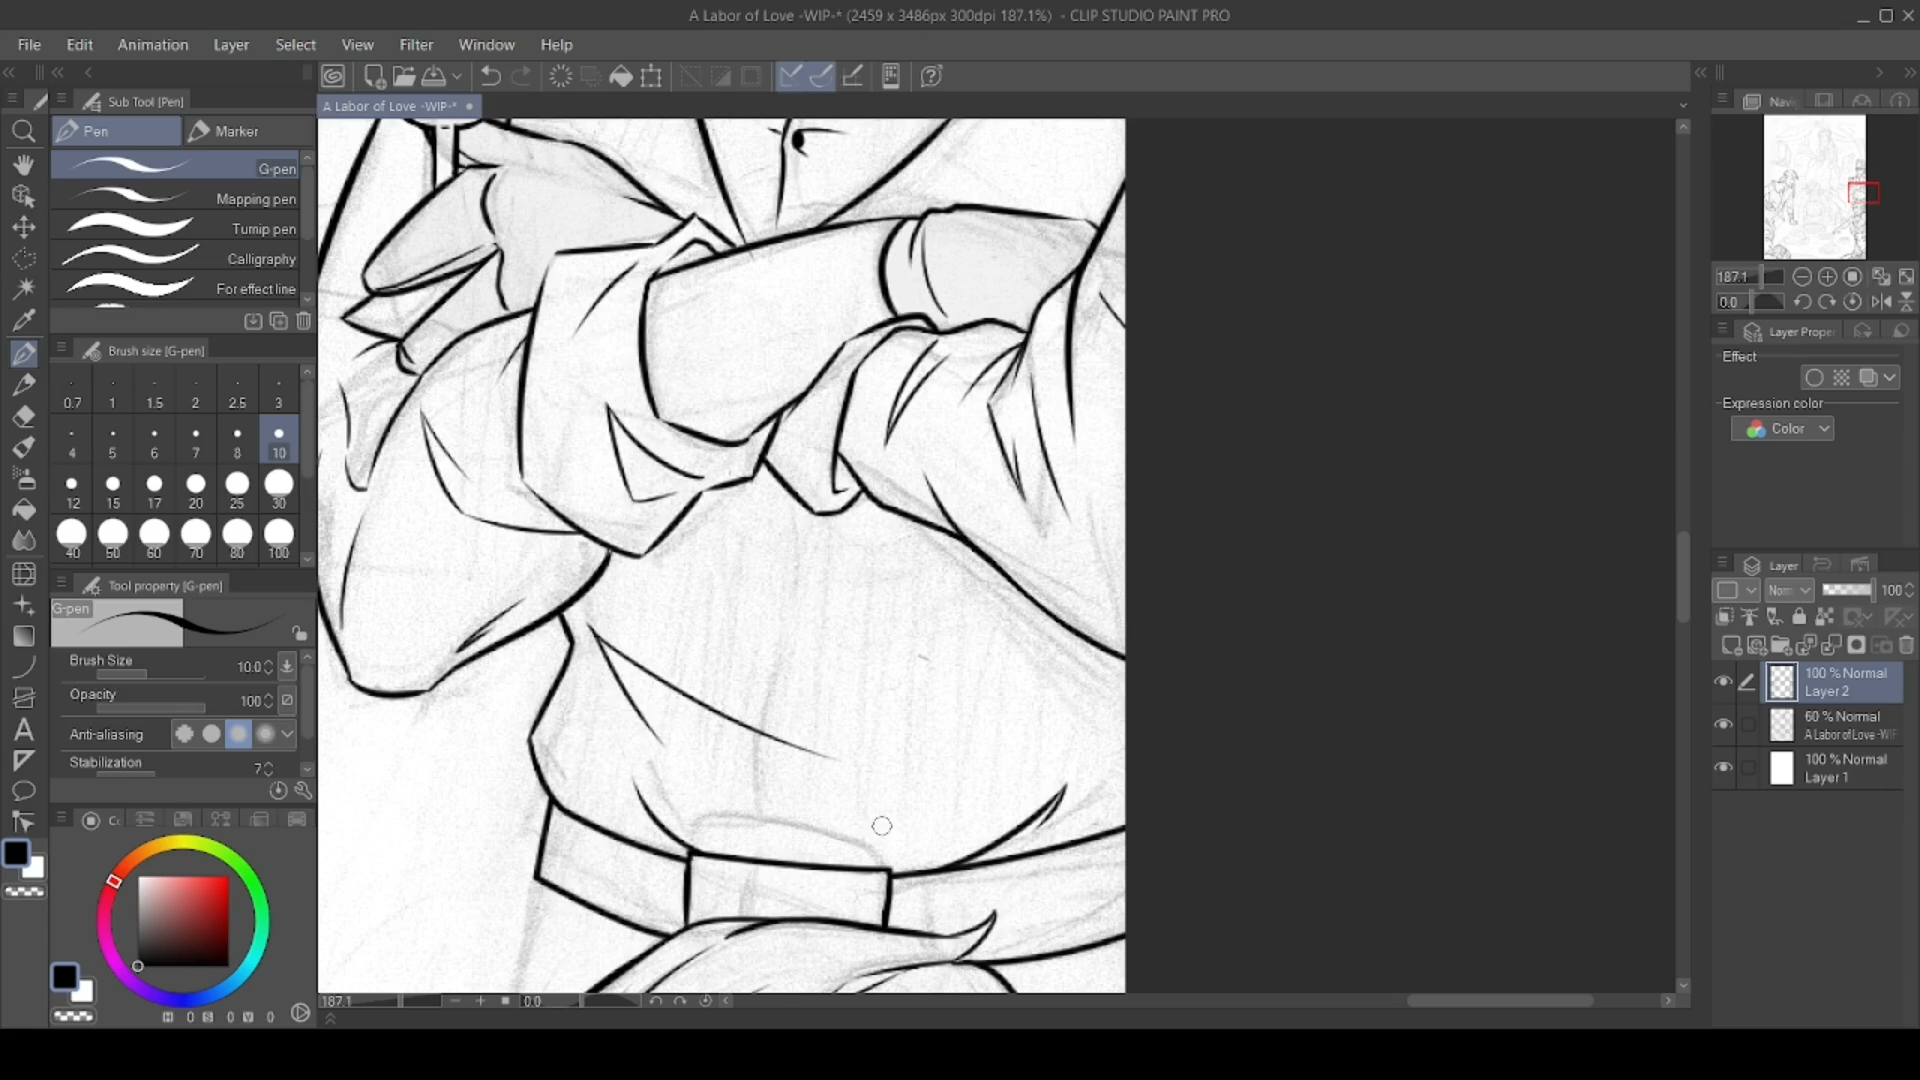 A Labor of Love -WIP-* (2459 x 3486px 300dpi 187.1%) - CLIP STUDIO PAINT PRO
File Edit Animation Layer Select View Filter Window Help
Sub Tool [Pen]
A Labor of Love -WIP-*
Pen Marker
G-pen
Mapping pen
Turnip pen
Calligraphy
For effect line
Brush size [G-pen]
0.7 1 1.5 2 2.5 3
4 5 6 7 8 10
12 15 17 20 25 30
40 50 60 70 80 100
Tool property [G-pen]
G-pen
Brush Size 10.0
Opacity 100
Anti-aliasing
Stabilization 7
H 0 S 0 V 0
187.1 0.0
187.1
0.0
Layer Proper
Effect
Expression color
Color
Layer
Norm 100
100 % Normal
Layer 2
60 % Normal
A Labor of Love -WIP
100 % Normal
Layer 1